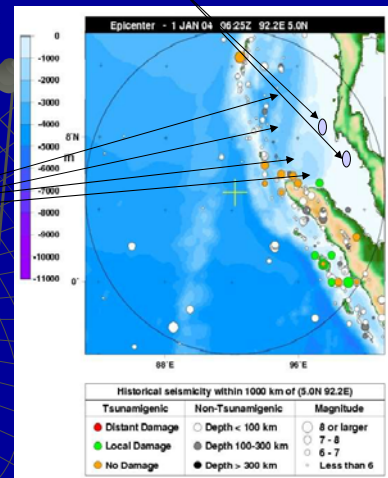 Epicenter - 1 JAN 04 06:25Z 92.2E 5.0N
0
-1000
-2000
-3000
-4000
-5000
m
-6000
-7000
-8000
-9000
-10000
-11000
8°N
0°
88°E
96°E
Historical seismicity within 1000 km of (5.0N 92.2E)
Tsunamigenic Non-Tsunamigenic Magnitude
Distant Damage Depth < 100 km 8 or larger
Local Damage Depth 100-300 km 7 - 8
No Damage Depth > 300 km 6 - 7
Less than 6